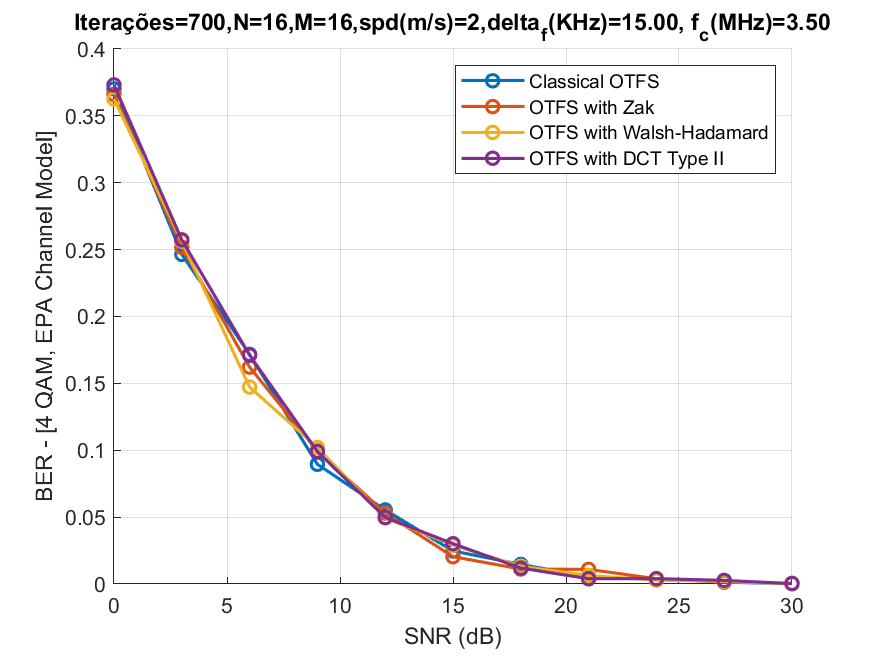 Iterações=700,N=16,M=16,spd(m/s)=2,delta_f(KHz)=15.00, f_c(MHz)=3.50
0.4
0.35
0.3
0.25
0.2
0.15
0.1
0.05
0
BER - [4 QAM, EPA Channel Model]
Classical OTFS
OTFS with Zak
OTFS with Walsh-Hadamard
OTFS with DCT Type II
0 5 10 15 20 25 30
SNR (dB)